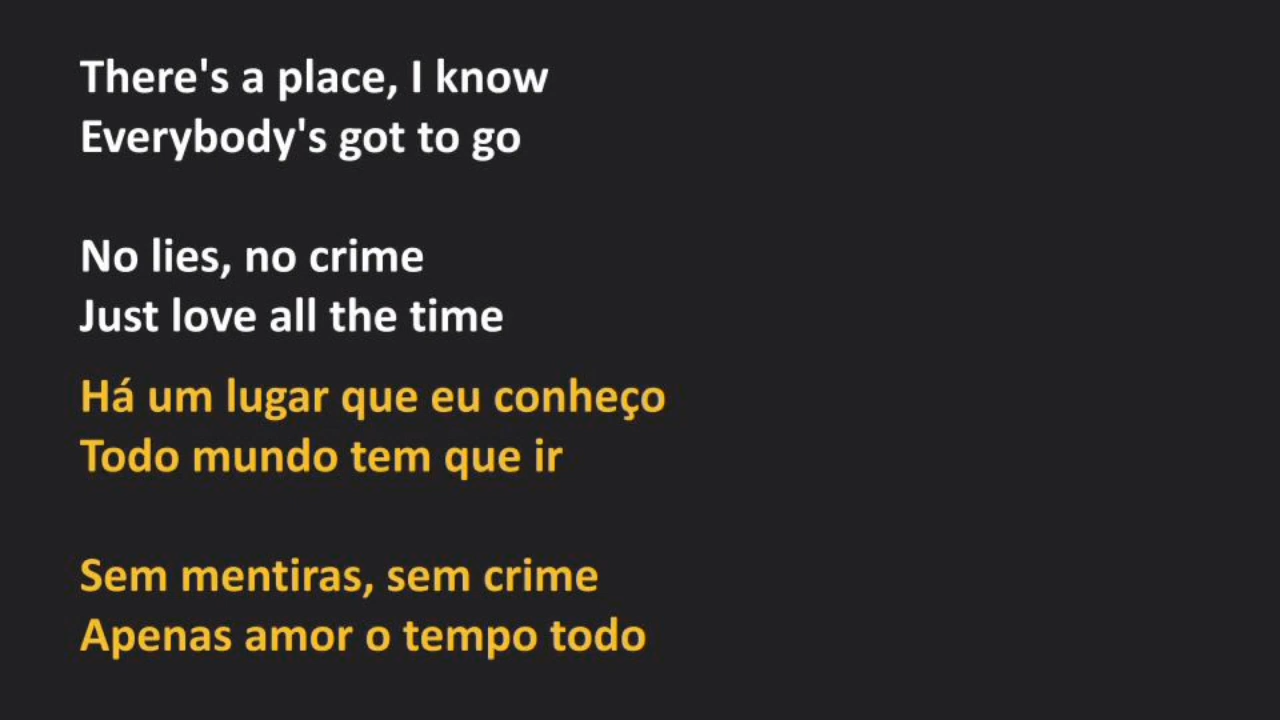 There's a place, I know
Everybody's got to go
No lies, no crime
Just love all the time
Há um lugar que eu conheço
Todo mundo tem que ir
Sem mentiras, sem crime
Apenas amor o tempo todo